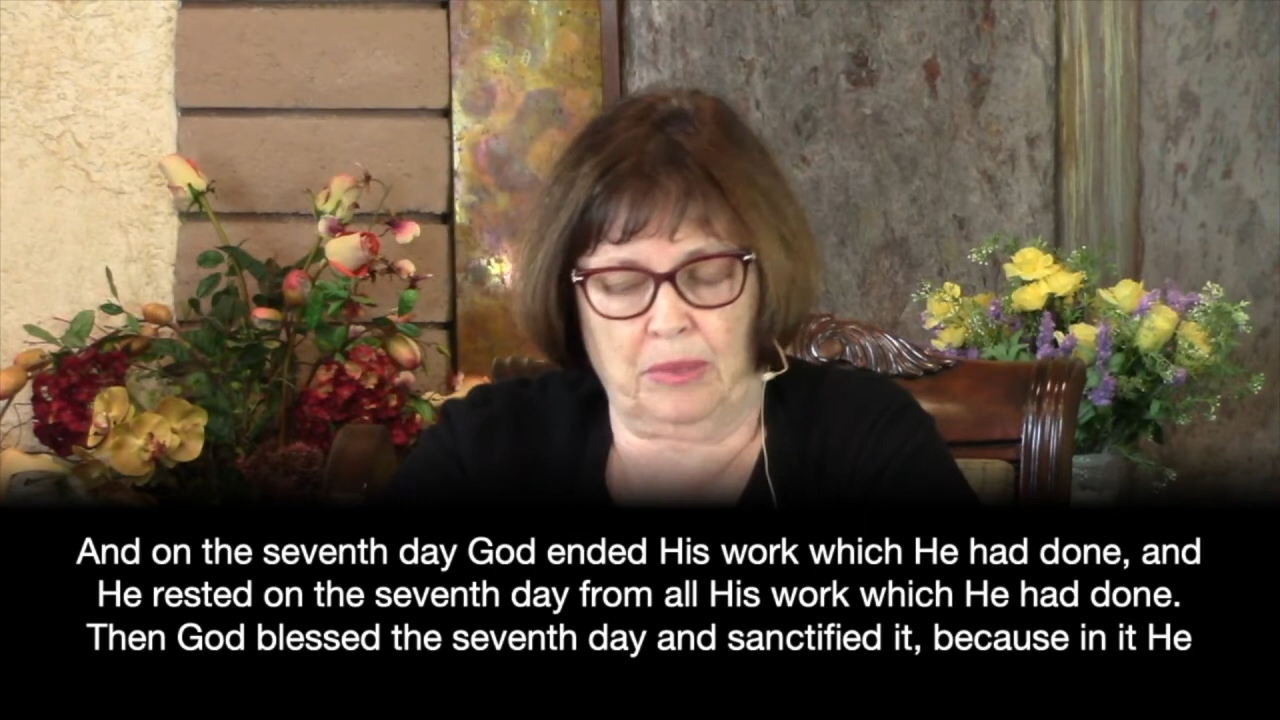 And on the seventh day God ended His work which He had done, and
He rested on the seventh day from all His work which He had done.
Then God blessed the seventh day and sanctified it, because in it He